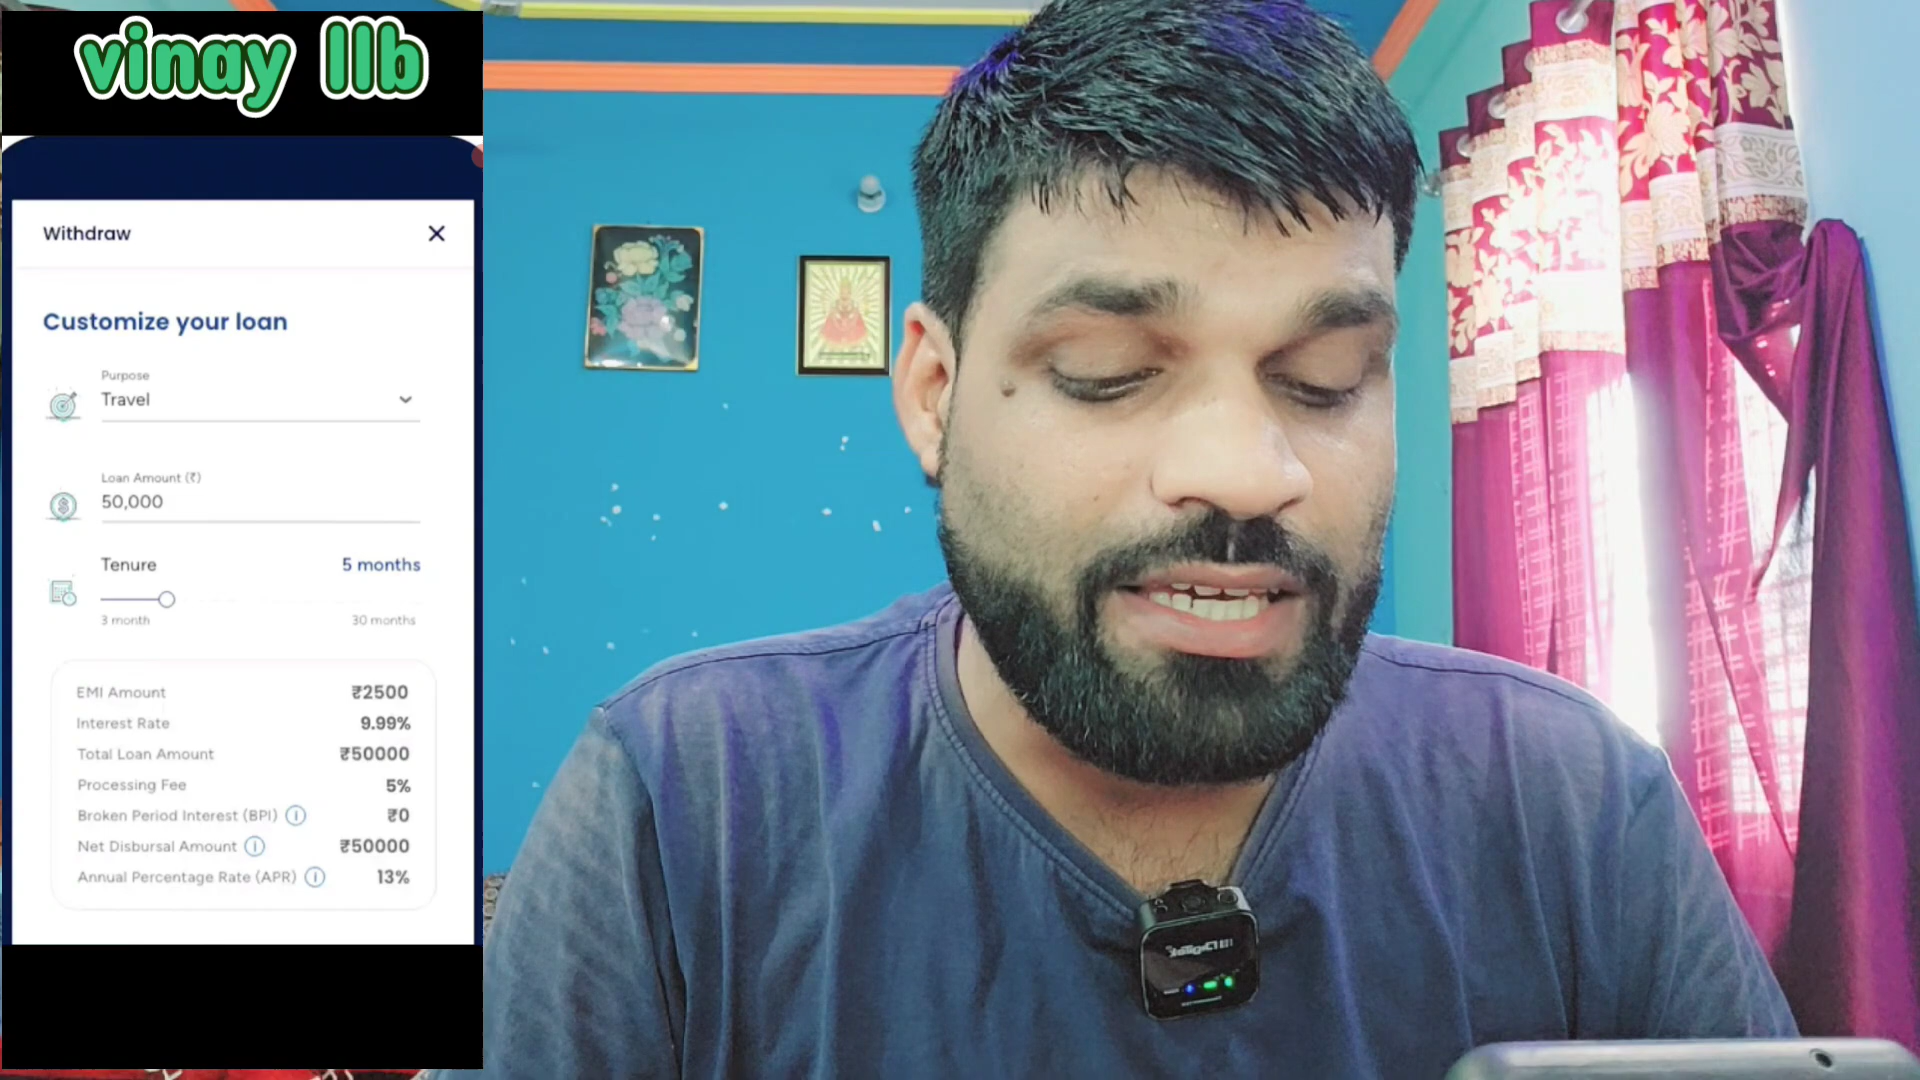 vinay llb
Withdraw
Customize your loan
Purpose
Travel
Loan Amount (₹)
50,000
Tenure 5 months
3 month 30 months
EMI Amount ₹2500
Interest Rate 9.99%
Total Loan Amount ₹50000
Processing Fee 5%
Broken Period Interest (BPI) ₹0
Net Disbursal Amount ₹50000
Annual Percentage Rate (APR) 13%